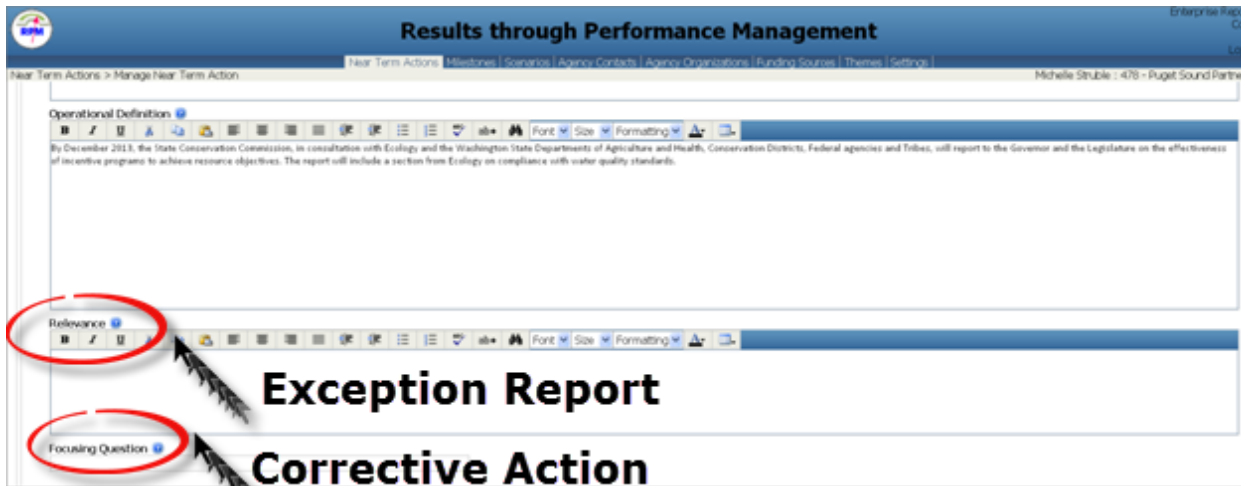 Enterprise Rep
RPM
Results through Performance Management
Near Term Actions | Milestones | Scenarios | Agency Contacts | Agency Organizations | Funding Sources | Themes | Settings |
Near Term Actions > Manage Near Term Action
Michelle Struble : 478 - Puget Sound Partne
Operational Definition
B I U Font Size Formatting A
By December 2013, the State Conservation Commission, in consultation with Ecology and the Washington State Departments of Agriculture and Health, Conservation Districts, Federal agencies and Tribes, will report to the Governor and the Legislature on the effectiveness
of incentive programs to achieve resource objectives. The report will include a section from Ecology on compliance with water quality standards.
Relevance
B I U Font Size Formatting A
Exception Report
Focusing Question
Corrective Action